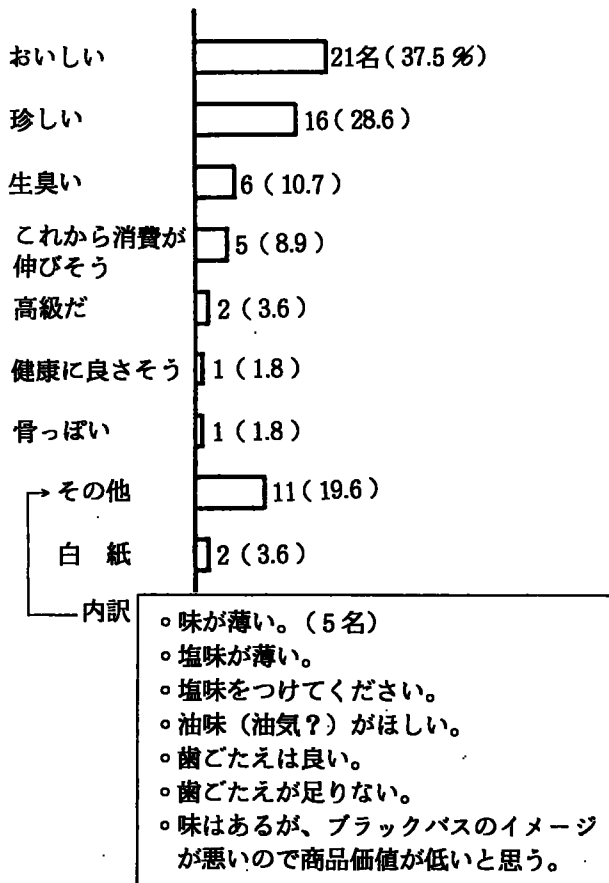 おいしい 21名(37.5%)
珍しい 16(28.6)
生臭い 6(10.7)
これから消費が
伸びそう 5(8.9)
高級だ 2(3.6)
健康に良さそう 1(1.8)
骨っぽい 1(1.8)
その他 11(19.6)
白 紙 2(3.6)
内訳
○味が薄い。(5名)
○塩味が薄い。
○塩味をつけてください。
○油味(油気?)がほしい。
○歯ごたえは良い。
○歯ごたえが足りない。
○味はあるが、ブラックバスのイメージ
が悪いので商品価値が低いと思う。